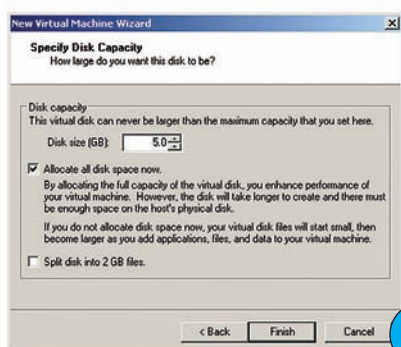 New Virtual Machine Wizard
Specify Disk Capacity
How large do you want this disk to be?
Disk capacity
This virtual disk can never be larger than the maximum capacity that you set here.
Disk size (GB): 5.0
Allocate all disk space now.
By allocating the full capacity of the virtual disk, you enhance performance of
your virtual machine. However, the disk will take longer to create and there must
be enough space on the host's physical disk.
If you do not allocate disk space now, your virtual disk files will start small, then
become larger as you add applications, files, and data to your virtual machine.
Split disk into 2 GB files.
< Back Finish Cancel